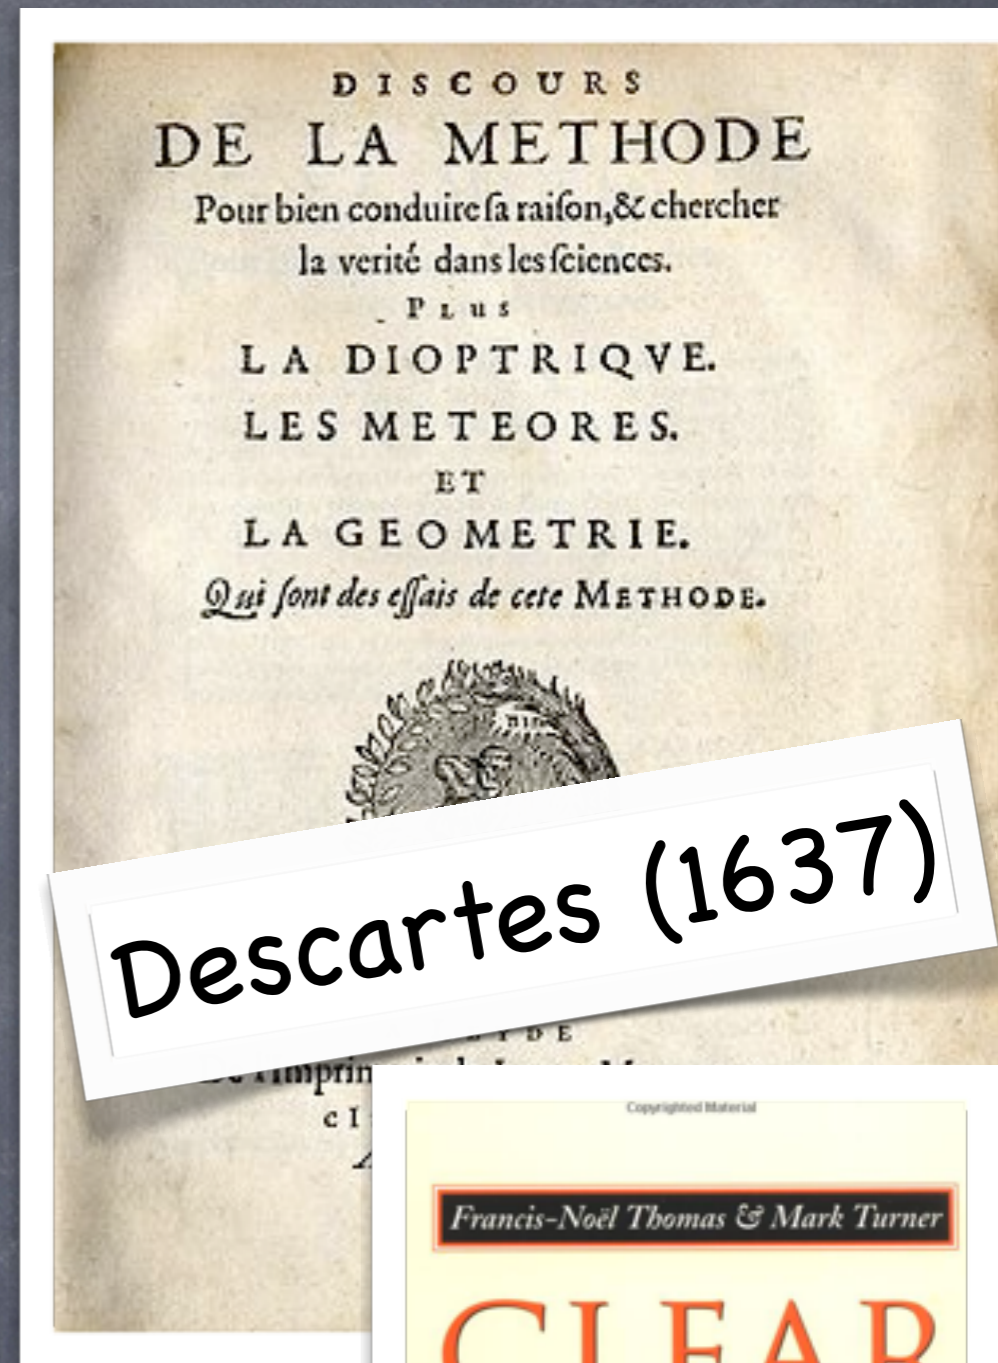 DISCOURS
DE LA METHODE
Pour bien conduire ſa raiſon,& chercher
la verité dans les ſciences.
PLus
LA DIOPTRIQVE.
LES METEORES.
ET
LA GEOMETRIE.
Qui ſont des eſſais de cete METHODE.
Descartes (1637)
Copyrighted Material
Francis-Noël Thomas & Mark Turner
CLEAR